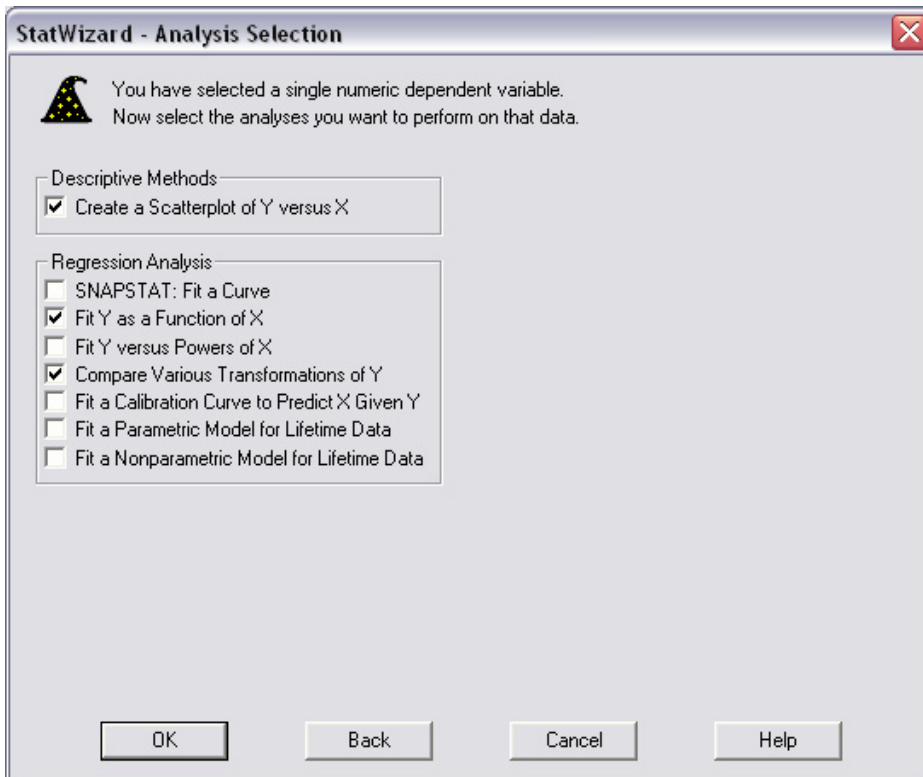 StatWizard - Analysis Selection
You have selected a single numeric dependent variable.
Now select the analyses you want to perform on that data.
Descriptive Methods
Create a Scatterplot of Y versus X
Regression Analysis
SNAPSTAT: Fit a Curve
Fit Y as a Function of X
Fit Y versus Powers of X
Compare Various Transformations of Y
Fit a Calibration Curve to Predict X Given Y
Fit a Parametric Model for Lifetime Data
Fit a Nonparametric Model for Lifetime Data
OK Back Cancel Help